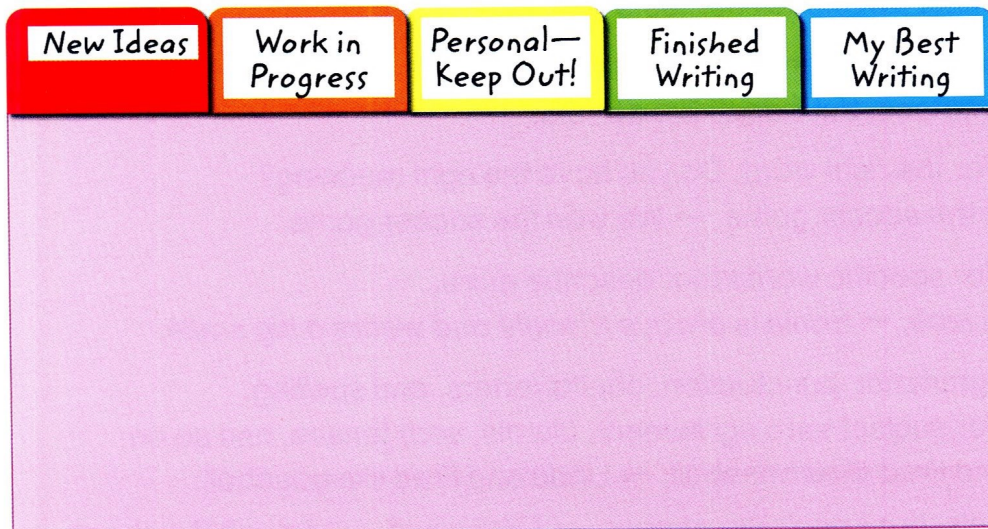 New Ideas
Work in
Progress
Personal—
Keep Out!
Finished
Writing
My Best
Writing